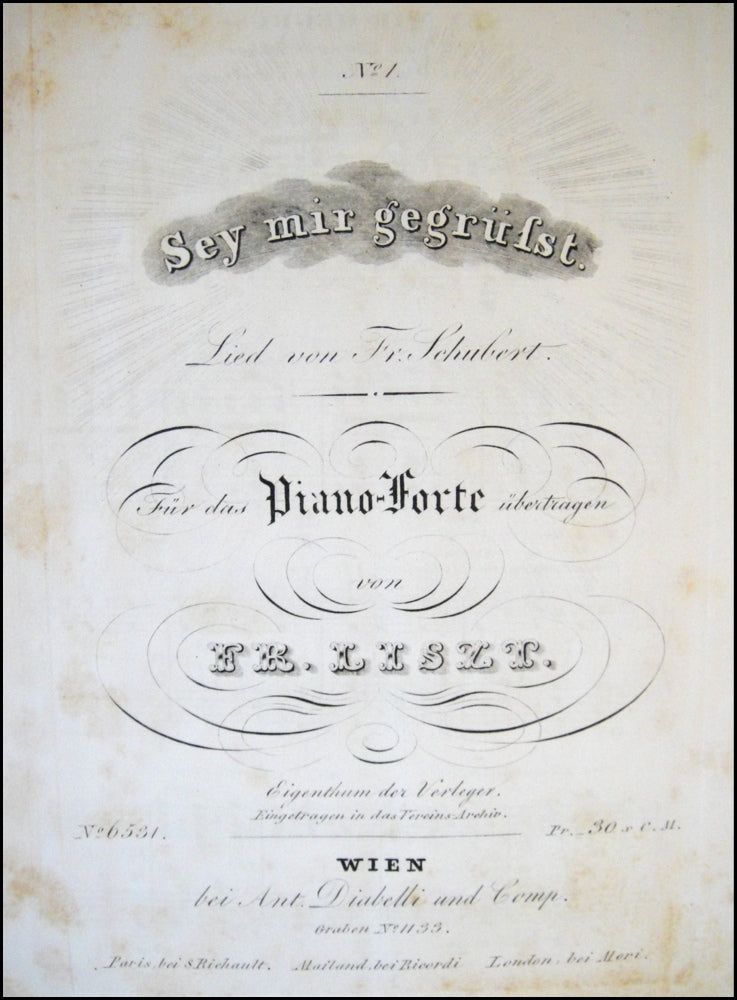 No 1.
Sey mir gegrüſst.
Lied von Fr. Schubert.
Für das Piano-Forte übertragen
von
FR. LISZT.
Eigenthum der Verleger.
Eingetragen in das Vereins-Archiv.
No 6531. Pr. 30 x C.M.
WIEN
bei Ant. Diabelli und Comp.
Graben No 1133.
Paris, bei S. Richault. Mailand, bei Ricordi London, bei Mori.